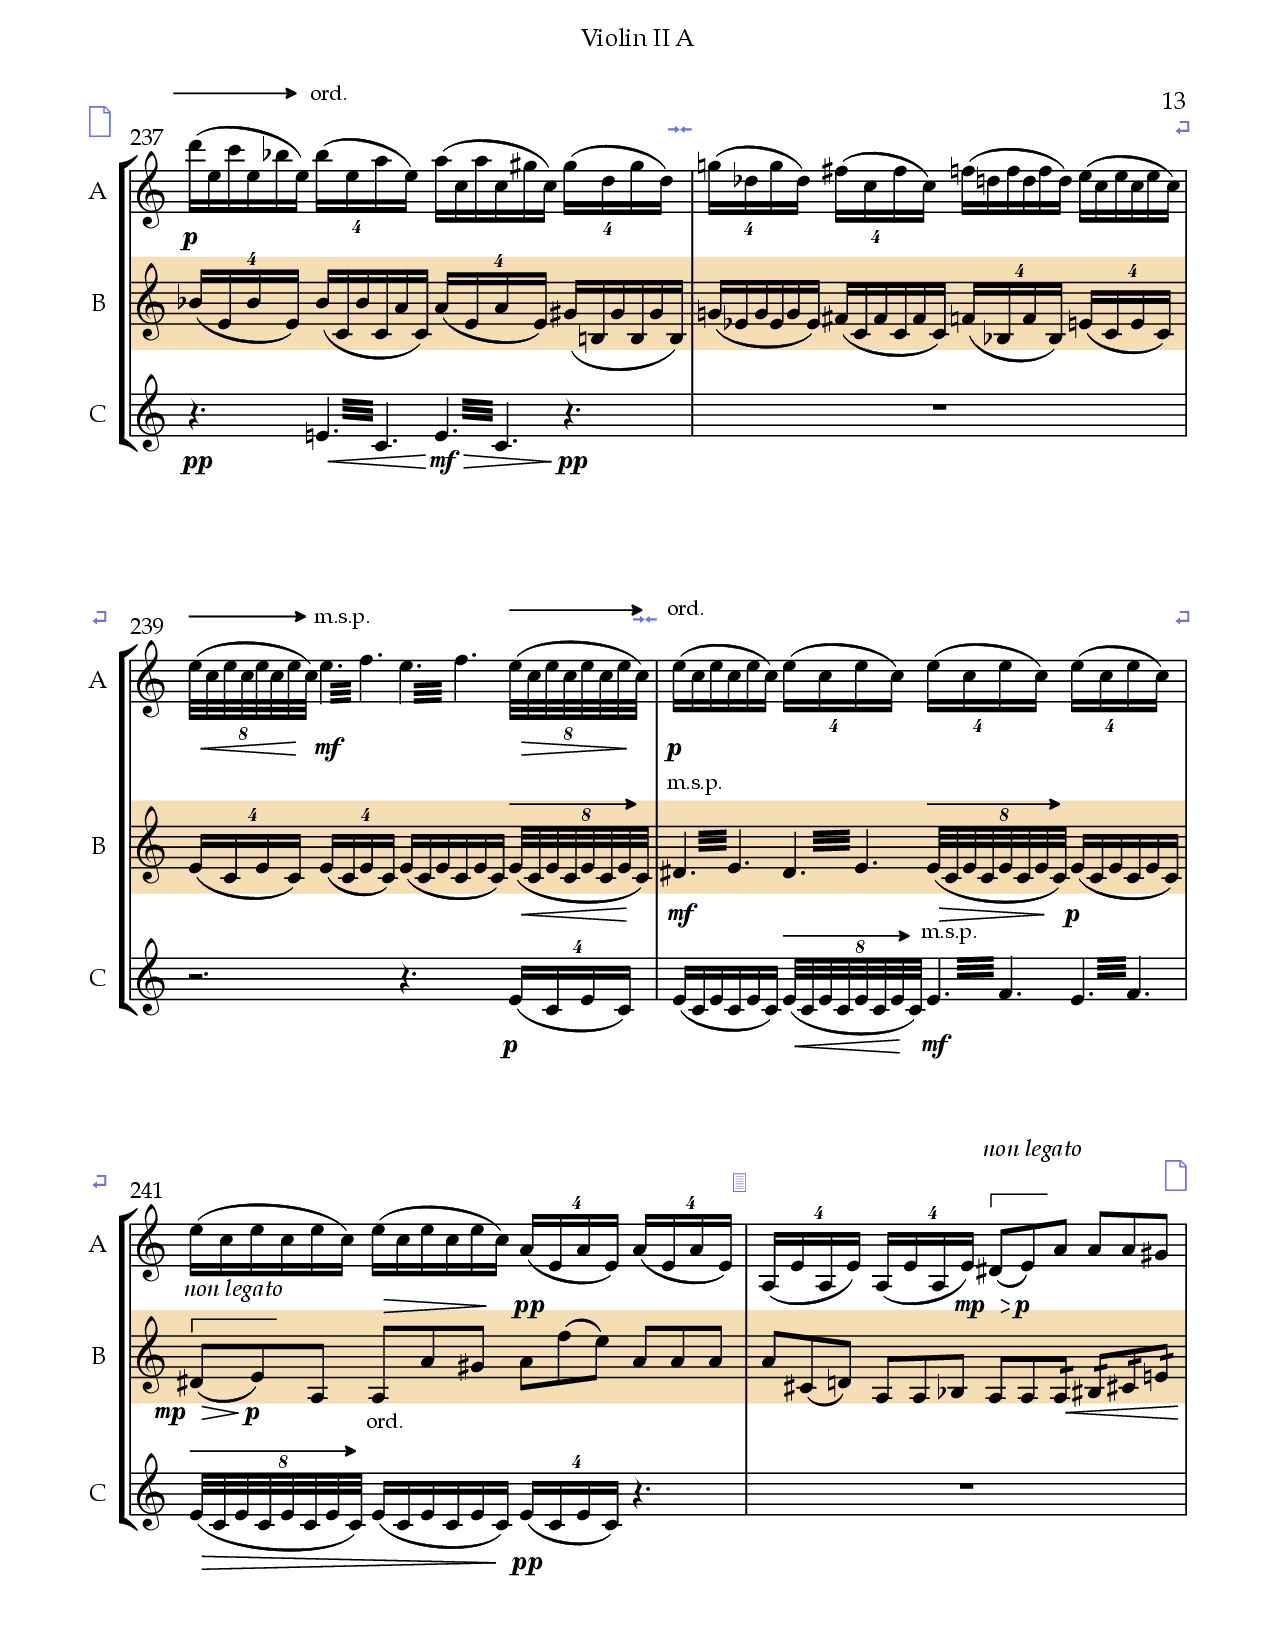 Violin II A
ord.
13
237
A
4 4 4 4
p
4 4 4 4
B
C
pp mf pp
239
m.s.p.
ord.
A
8 mf 8 p 4 4 4
m.s.p.
4 4 8 8
B
mf p
m.s.p.
4 8
C
p mf
non legato
241
4 4 4 4
A
non legato
pp mp p
B
mp p
ord.
8 4
C
pp